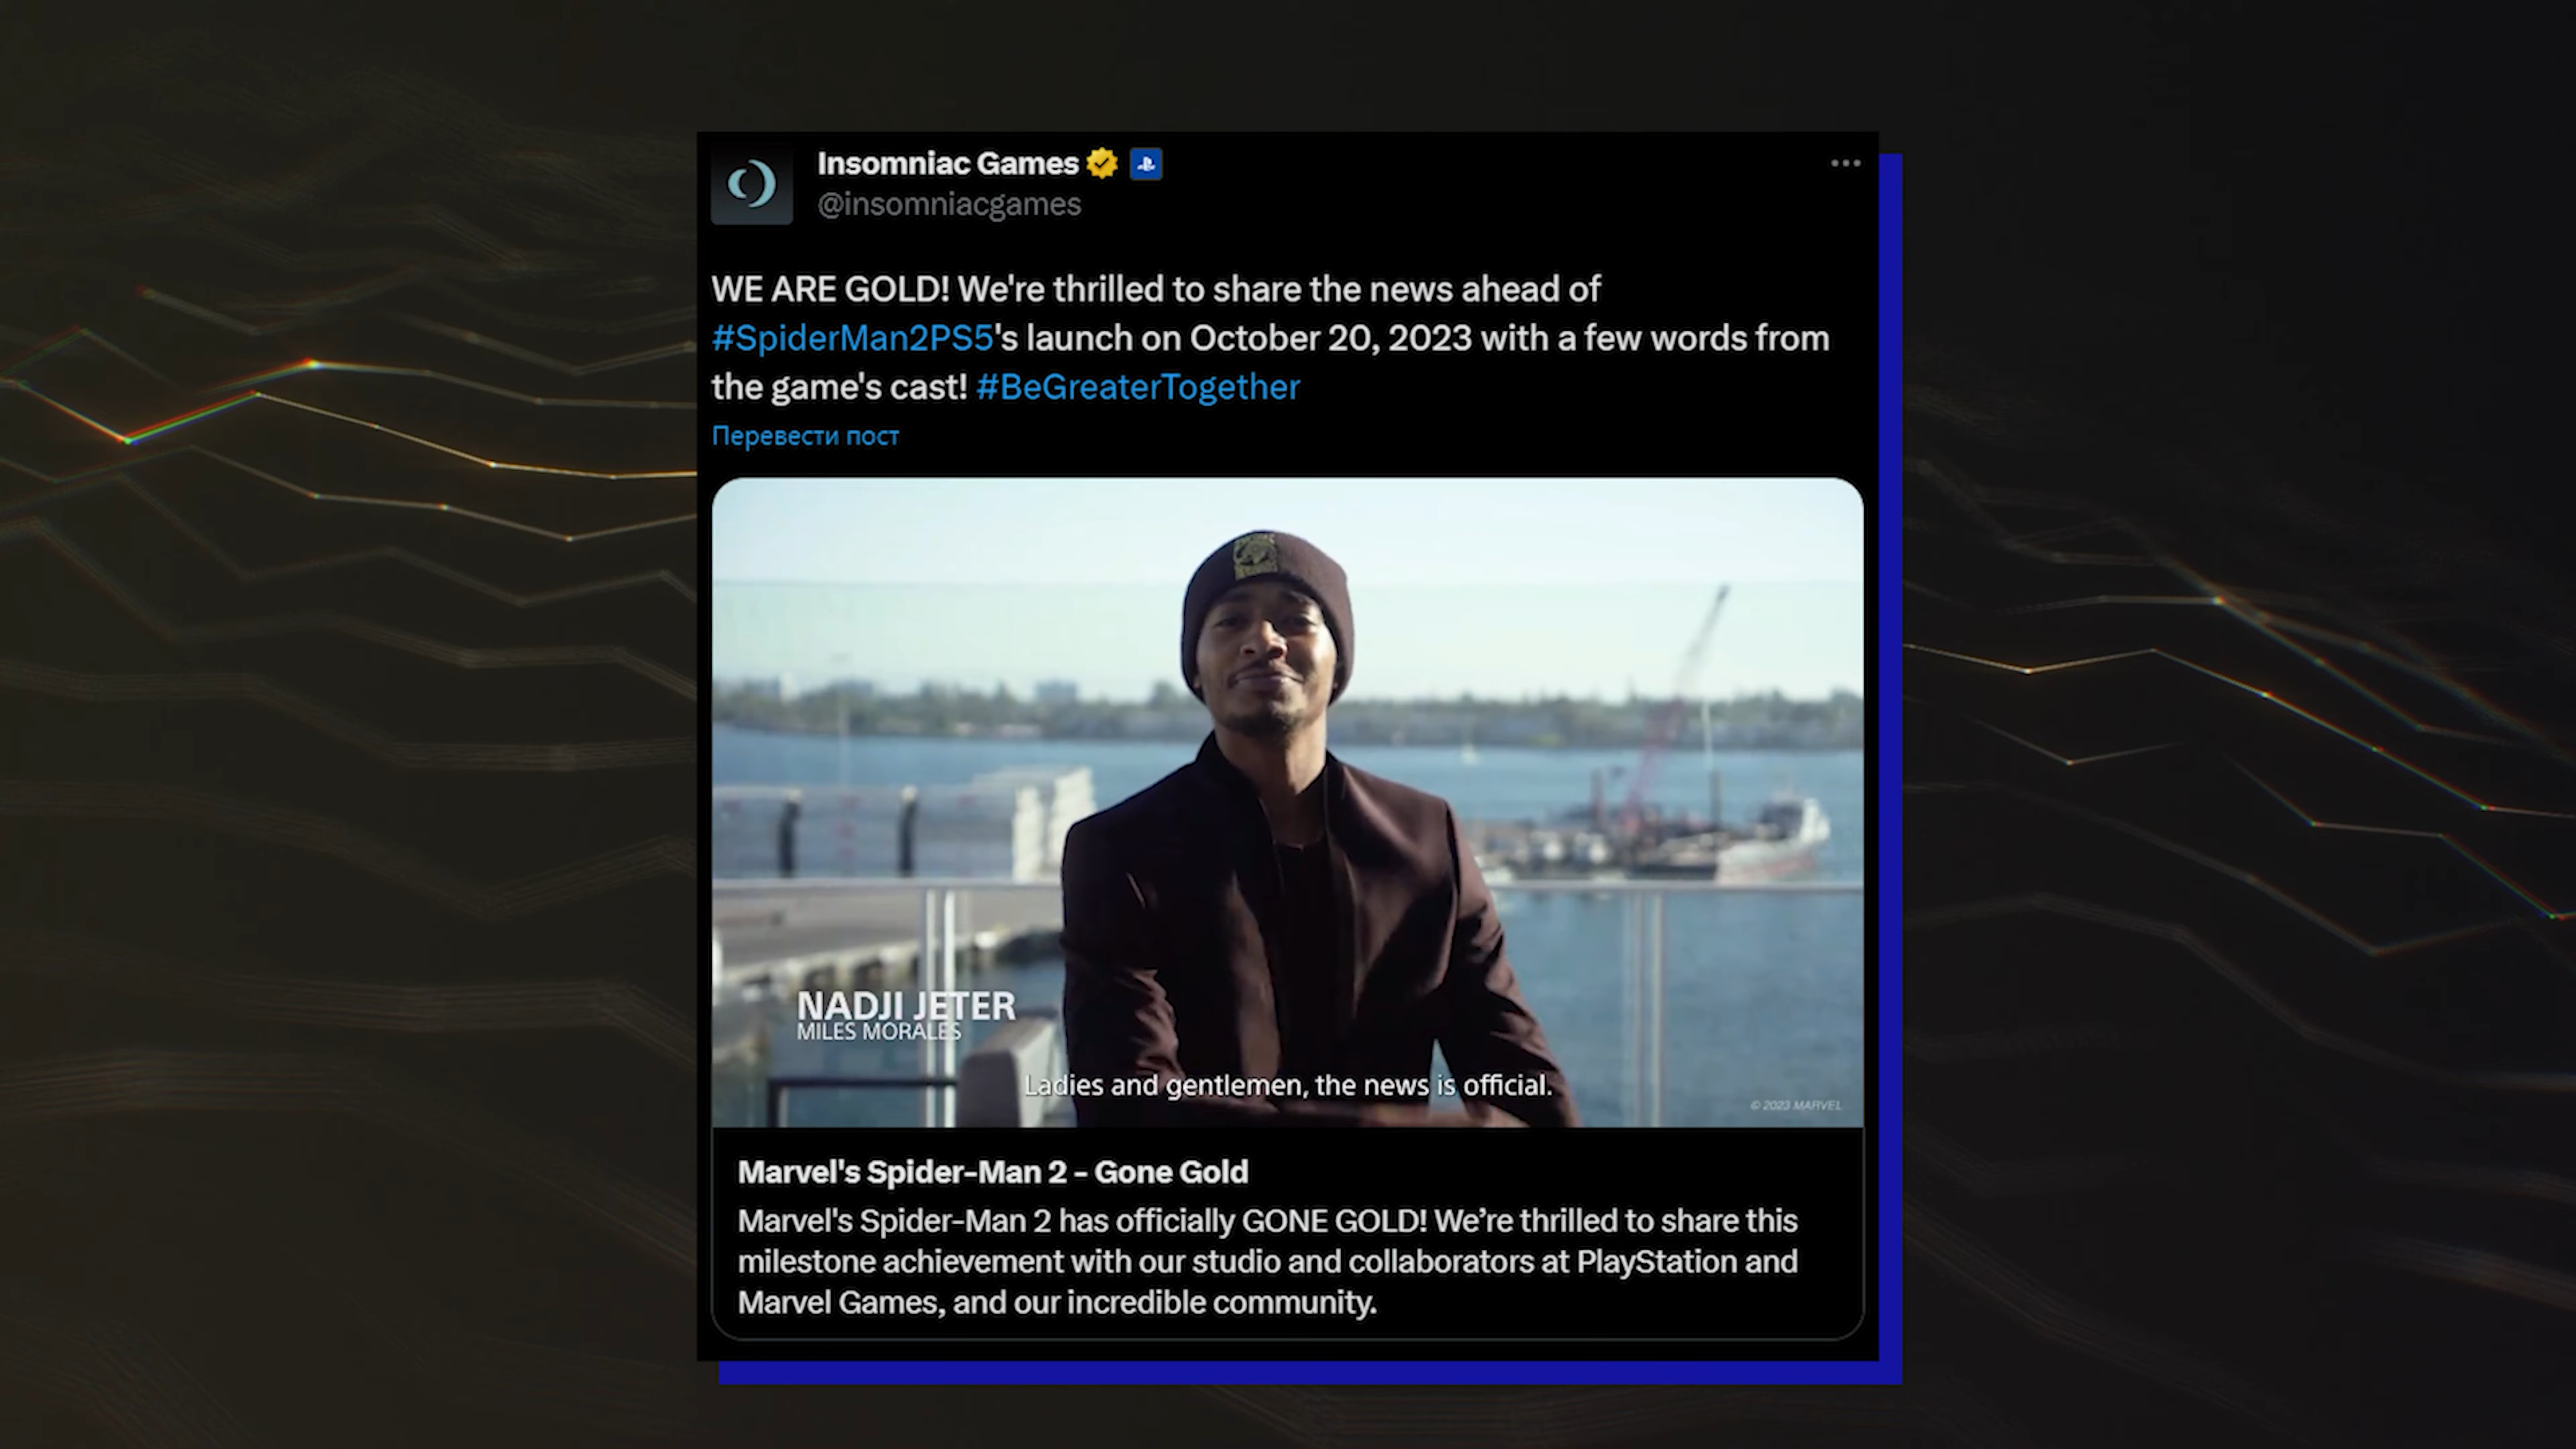 Insomniac Games
@insomniacgames
WE ARE GOLD! We're thrilled to share the news ahead of
#SpiderMan2PS5's launch on October 20, 2023 with a few words from
the game's cast! #BeGreaterTogether
Перевести пост
NADJI JETER
MILES MORALES
Ladies and gentlemen, the news is official.
© 2023 MARVEL
Marvel's Spider-Man 2 - Gone Gold
Marvel's Spider-Man 2 has officially GONE GOLD! We’re thrilled to share this
milestone achievement with our studio and collaborators at PlayStation and
Marvel Games, and our incredible community.